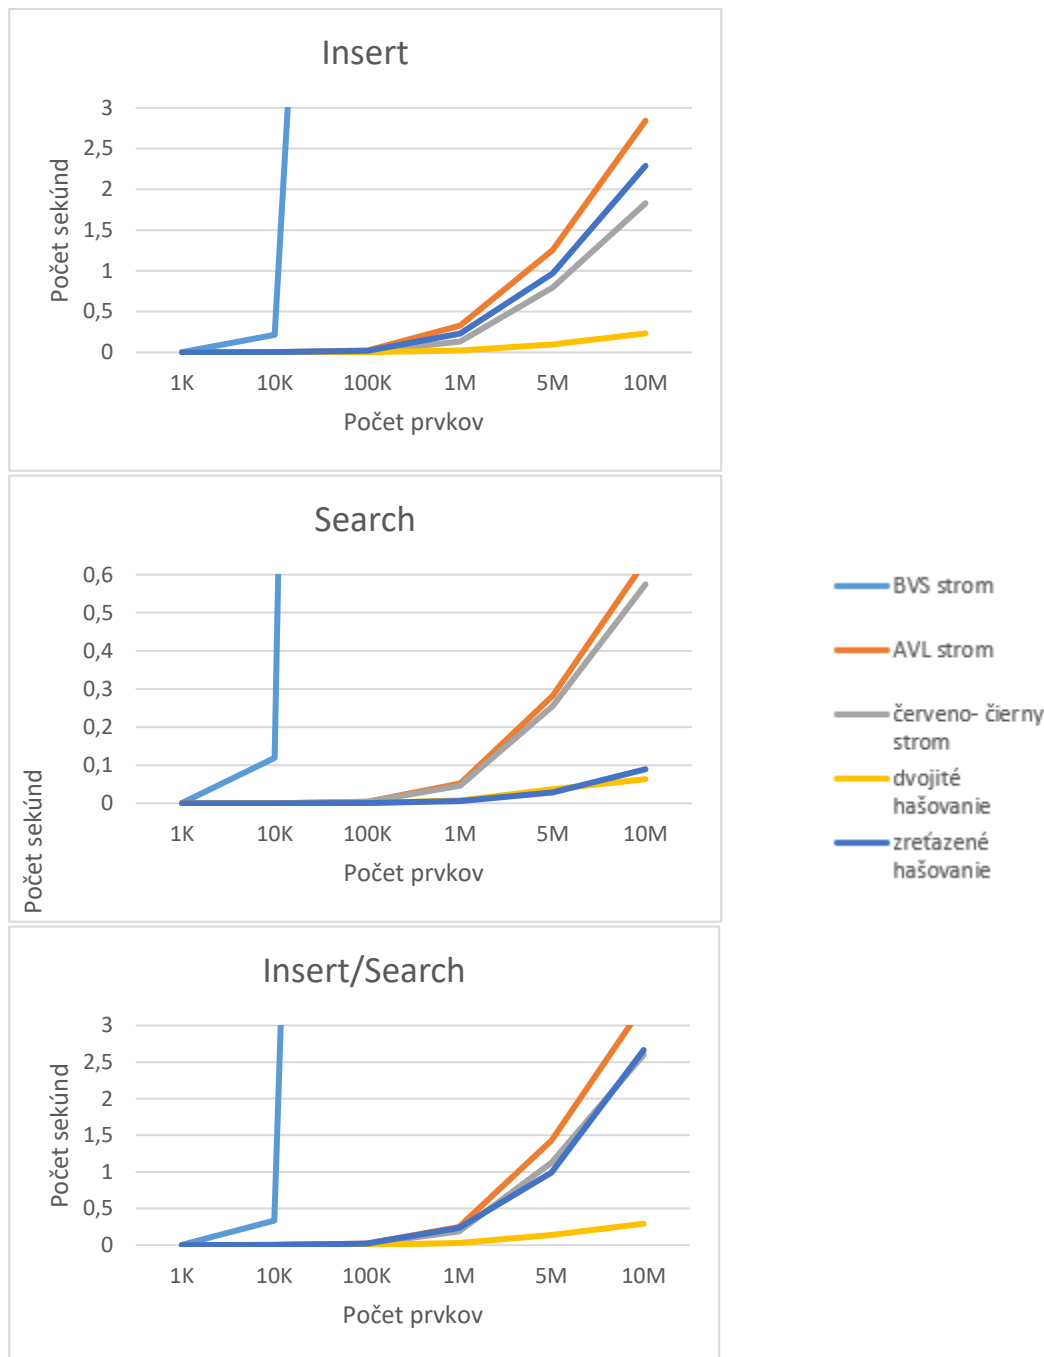 Insert
3
2,5
2
1,5
1
0,5
0
Počet sekúnd
1K 10K 100K 1M 5M 10M
Počet prvkov
Search
0,6
0,5
0,4
0,3
0,2
0,1
0
Počet sekúnd
1K 10K 100K 1M 5M 10M
Počet prvkov
BVS strom
AVL strom
červeno- čierny
strom
dvojité
hašovanie
zreťazené
hašovanie
Insert/Search
3
2,5
2
1,5
1
0,5
0
Počet sekúnd
1K 10K 100K 1M 5M 10M
Počet prvkov